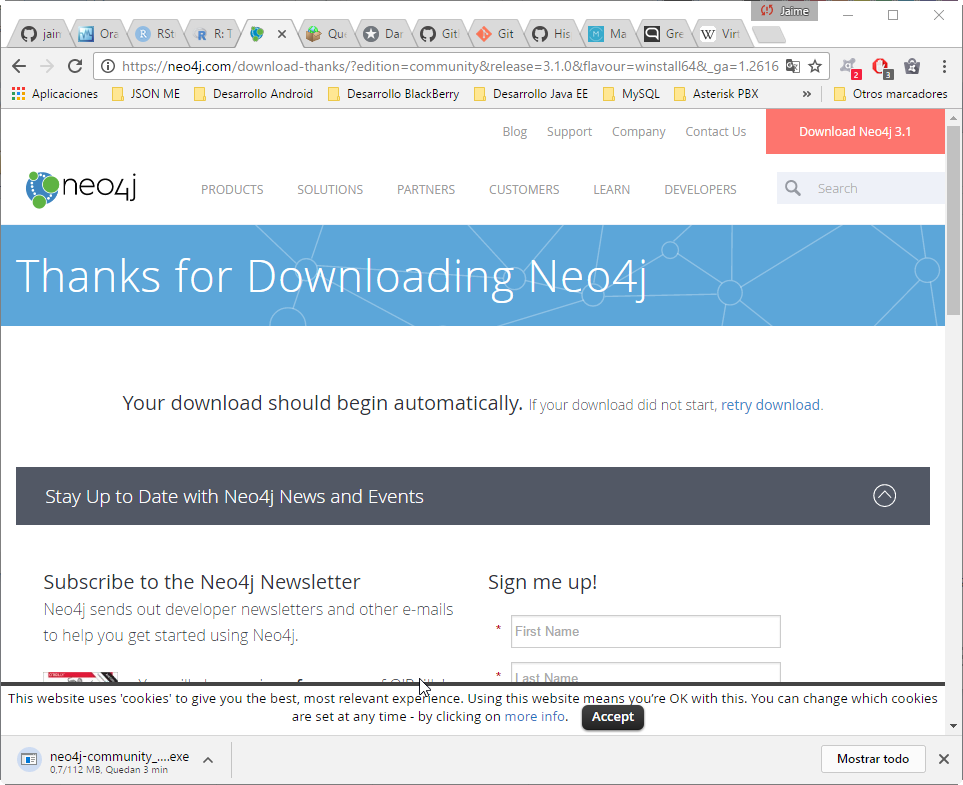 Jaime
jain
Ora
RSt
R: T
Que
Dar
Git
Git
His
Ma
Gre
Virt
https://neo4j.com/download-thanks/?edition=community&release=3.1.0&flavour=winstall64&_ga=1.2616
2
3
Aplicaciones
JSON ME
Desarrollo Android
Desarrollo BlackBerry
Desarrollo Java EE
MySQL
Asterisk PBX
»
Otros marcadores
Blog
Support
Company
Contact Us
Download Neo4j 3.1
neo4j
PRODUCTS
SOLUTIONS
PARTNERS
CUSTOMERS
LEARN
DEVELOPERS
Search
Thanks for Downloading Neo4j
Your download should begin automatically. If your download did not start, retry download.
Stay Up to Date with Neo4j News and Events
Subscribe to the Neo4j Newsletter
Neo4j sends out developer newsletters and other e-mails
to help you get started using Neo4j.
Sign me up!
* First Name
* Last Name
This website uses 'cookies' to give you the best, most relevant experience. Using this website means you’re OK with this. You can change which cookies
are set at any time - by clicking on more info.
Accept
neo4j-community_....exe
0,7/112 MB, Quedan 3 min
Mostrar todo